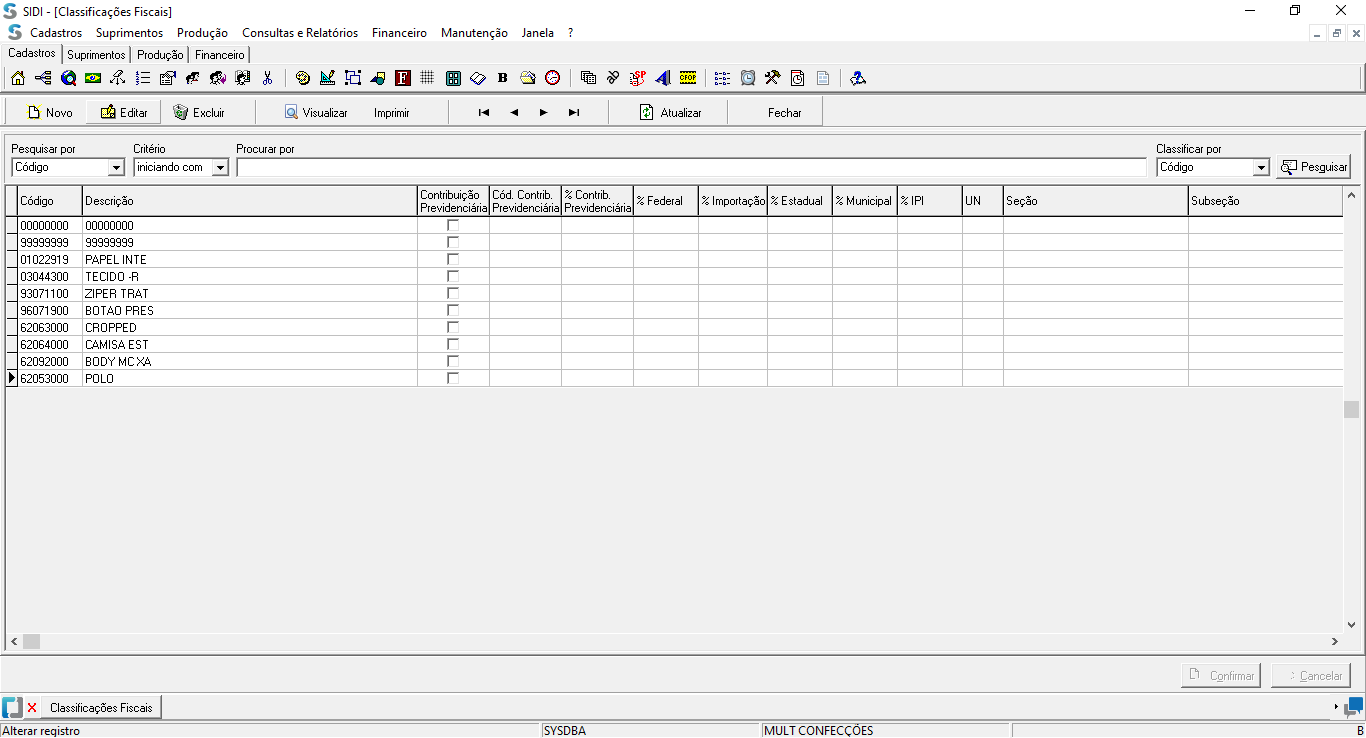 SIDI - [Classificações Fiscais]
Cadastros Suprimentos Produção Consultas e Relatórios Financeiro Manutenção Janela ?
Cadastros Suprimentos Produção Financeiro
F B SP CFOP
Novo Editar Excluir Visualizar Imprimir Atualizar Fechar
Pesquisar por Critério Procurar por Classificar por
Código iniciando com Código Pesguisar
Contribuição Cód. Contrib. % Contrib.
Código Descrição Previdenciária Previdenciária Previdenciária % Federal % Importação % Estadual % Municipal % IPI UN Seção Subseção
00000000 00000000
99999999 99999999
01022919 PAPEL INTE
03044300 TECIDO -R
93071100 ZIPER TRAT
96071900 BOTAO PRES
62063000 CROPPED
62064000 CAMISA EST
62092000 BODY MC XA
62053000 POLO
Confirmar Cancelar
Classificações Fiscais
Alterar registro SYSDBA MULT CONFECÇÕES B